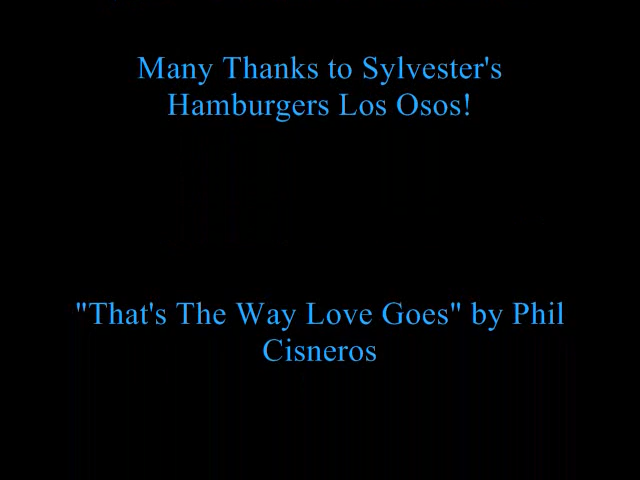 Many Thanks to Sylvester's
Hamburgers Los Osos!
"That's The Way Love Goes" by Phil
Cisneros